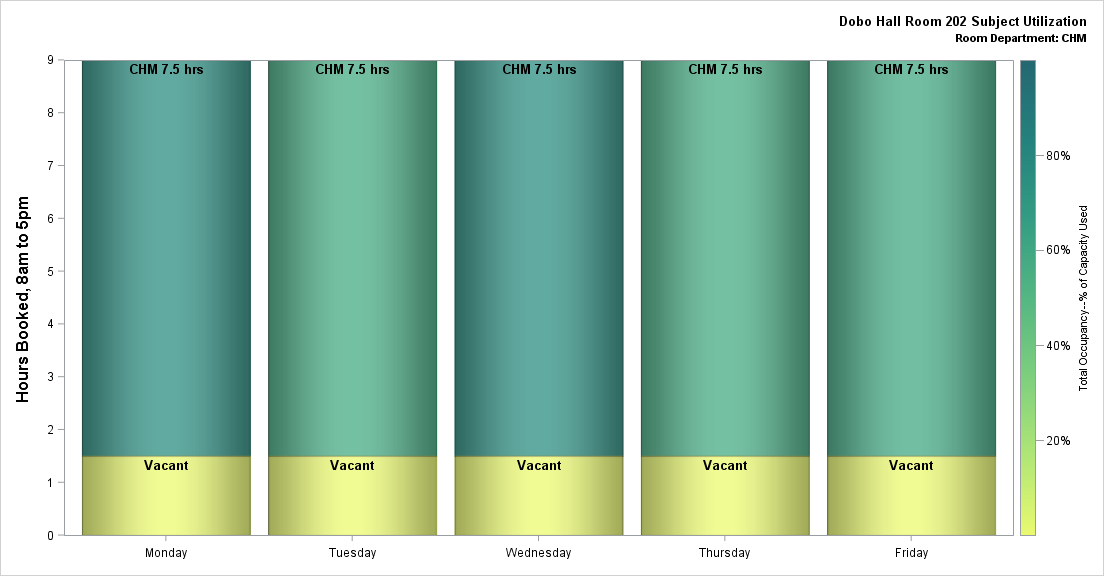 Dobo Hall Room 202 Subject Utilization
Room Department: CHM
Hours Booked, 8am to 5pm
9
8
7
6
5
4
3
2
1
0
CHM 7.5 hrs
CHM 7.5 hrs
CHM 7.5 hrs
CHM 7.5 hrs
CHM 7.5 hrs
Vacant
Vacant
Vacant
Vacant
Vacant
Monday
Tuesday
Wednesday
Thursday
Friday
80%
60%
40%
20%
Total Occupancy--% of Capacity Used